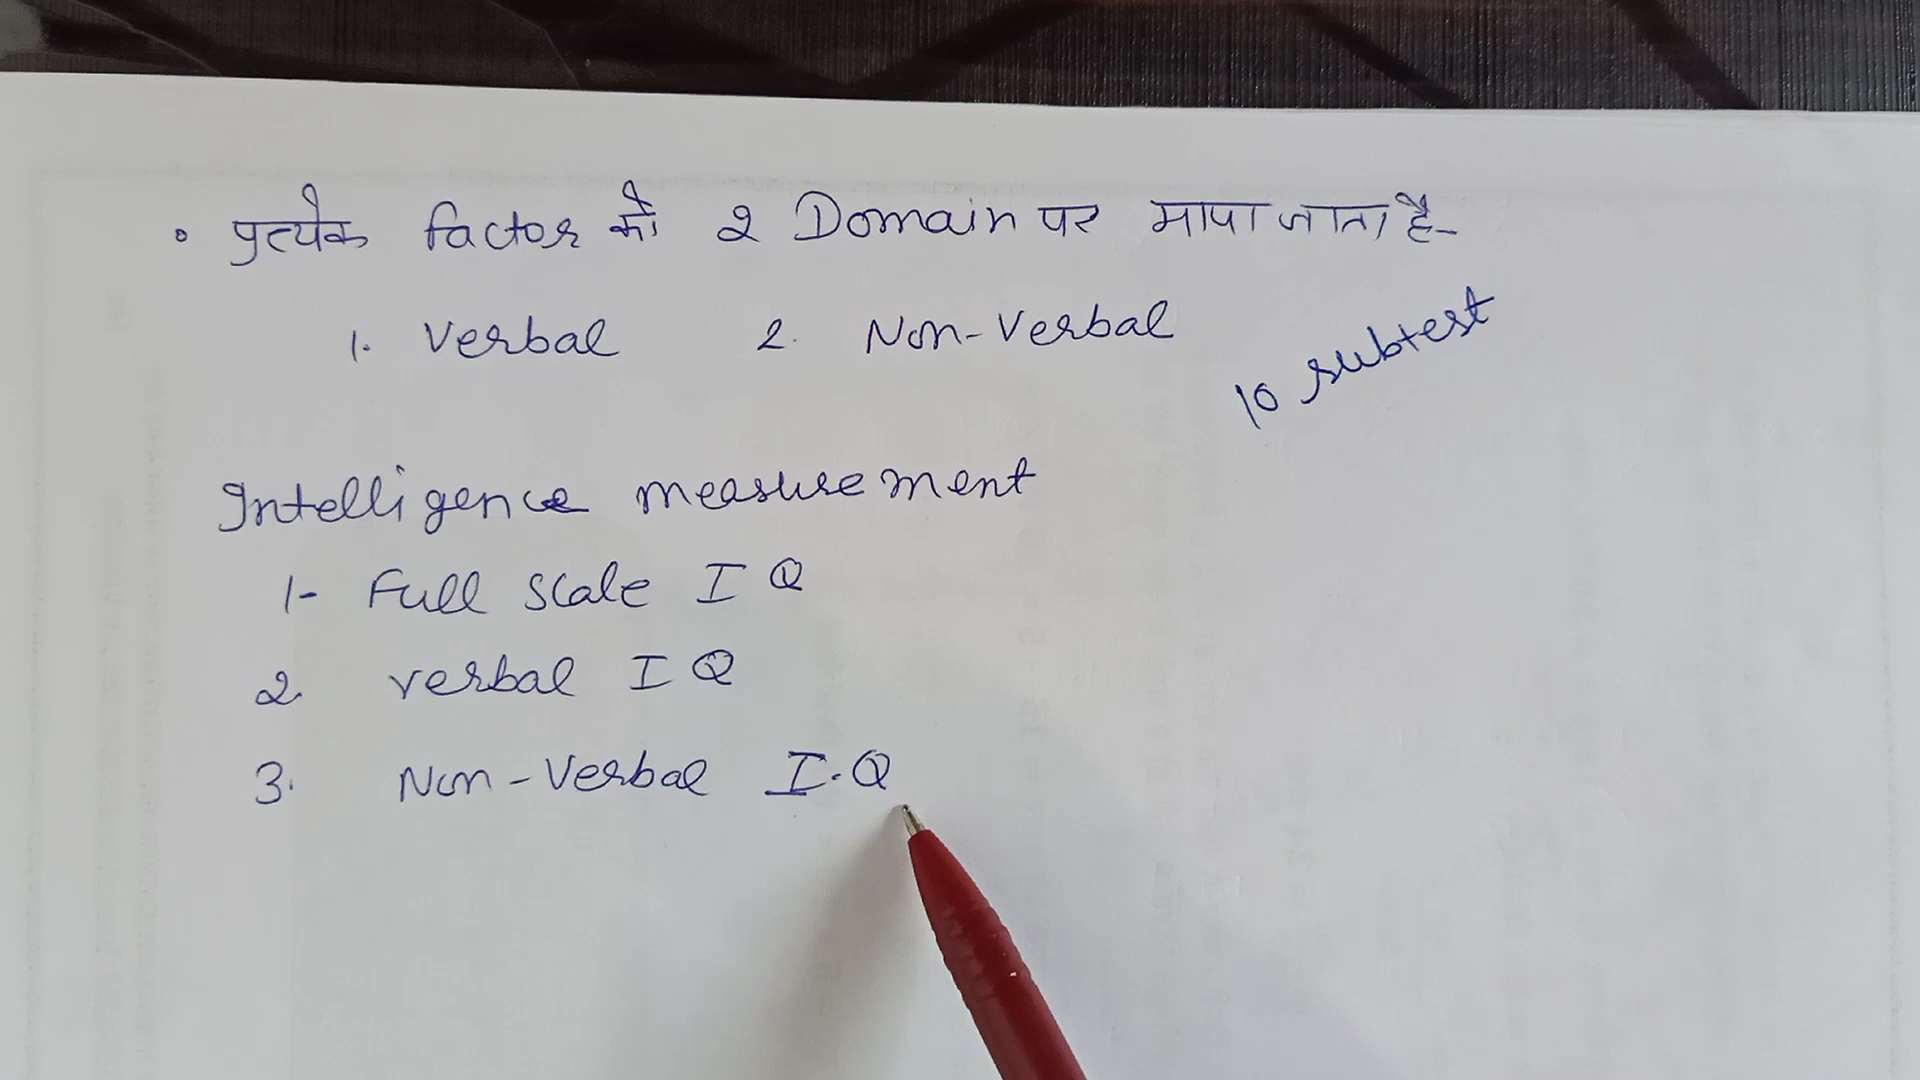 • प्रत्येक factor को 2 Domain पर मापा जाता है-
1. Verbal 2. Non-Verbal
10 subtest
Intelligence measurement
1- Full scale I Q
2. verbal I Q
3. Non-Verbal I.Q